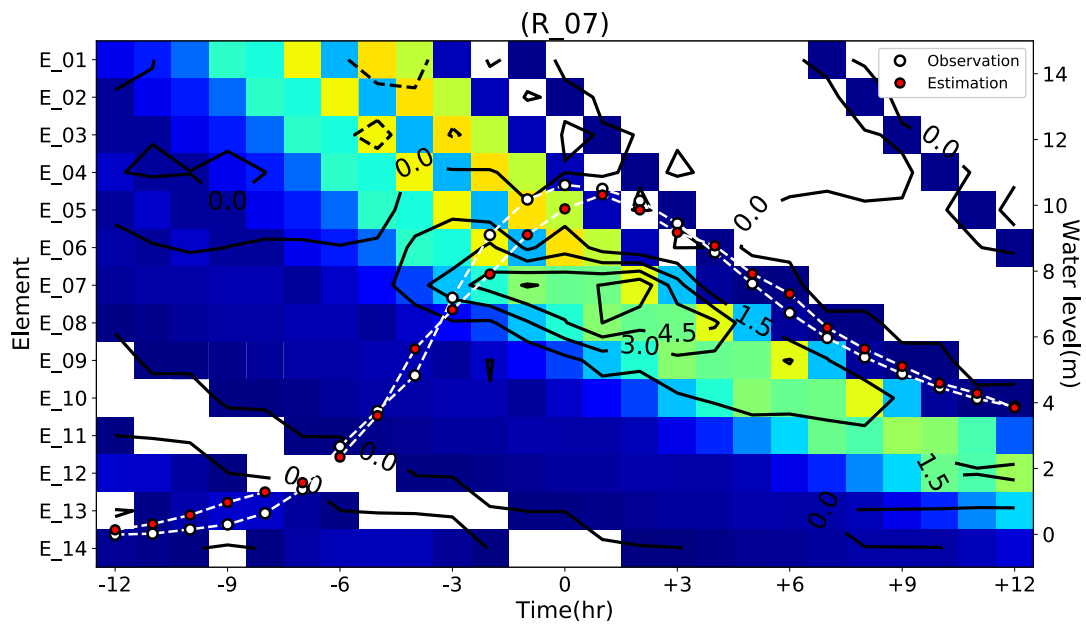 (R_07)
Observation
Estimation
Element
E_01
E_02
E_03
E_04
E_05
E_06
E_07
E_08
E_09
E_10
E_11
E_12
E_13
E_14
0.0
0.0
0.0
0.0
0.0
0.0
0.0
1.5
1.5
3.0
4.5
14
12
10
8
6
4
2
0
Water level(m)
-12 -9 -6 -3 0 +3 +6 +9 +12
Time(hr)